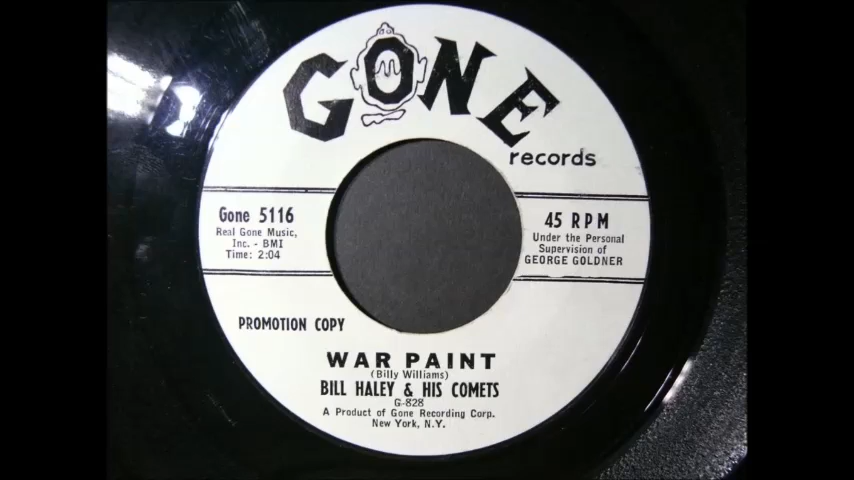 GONE
records
Gone 5116
Real Gone Music,
Inc. - BMI
Time: 2:04
45 RPM
Under the Personal
Supervision of
GEORGE GOLDNER
PROMOTION COPY
WAR PAINT
(Billy Williams)
BILL HALEY & HIS COMETS
G-828
A Product of Gone Recording Corp.
New York, N.Y.